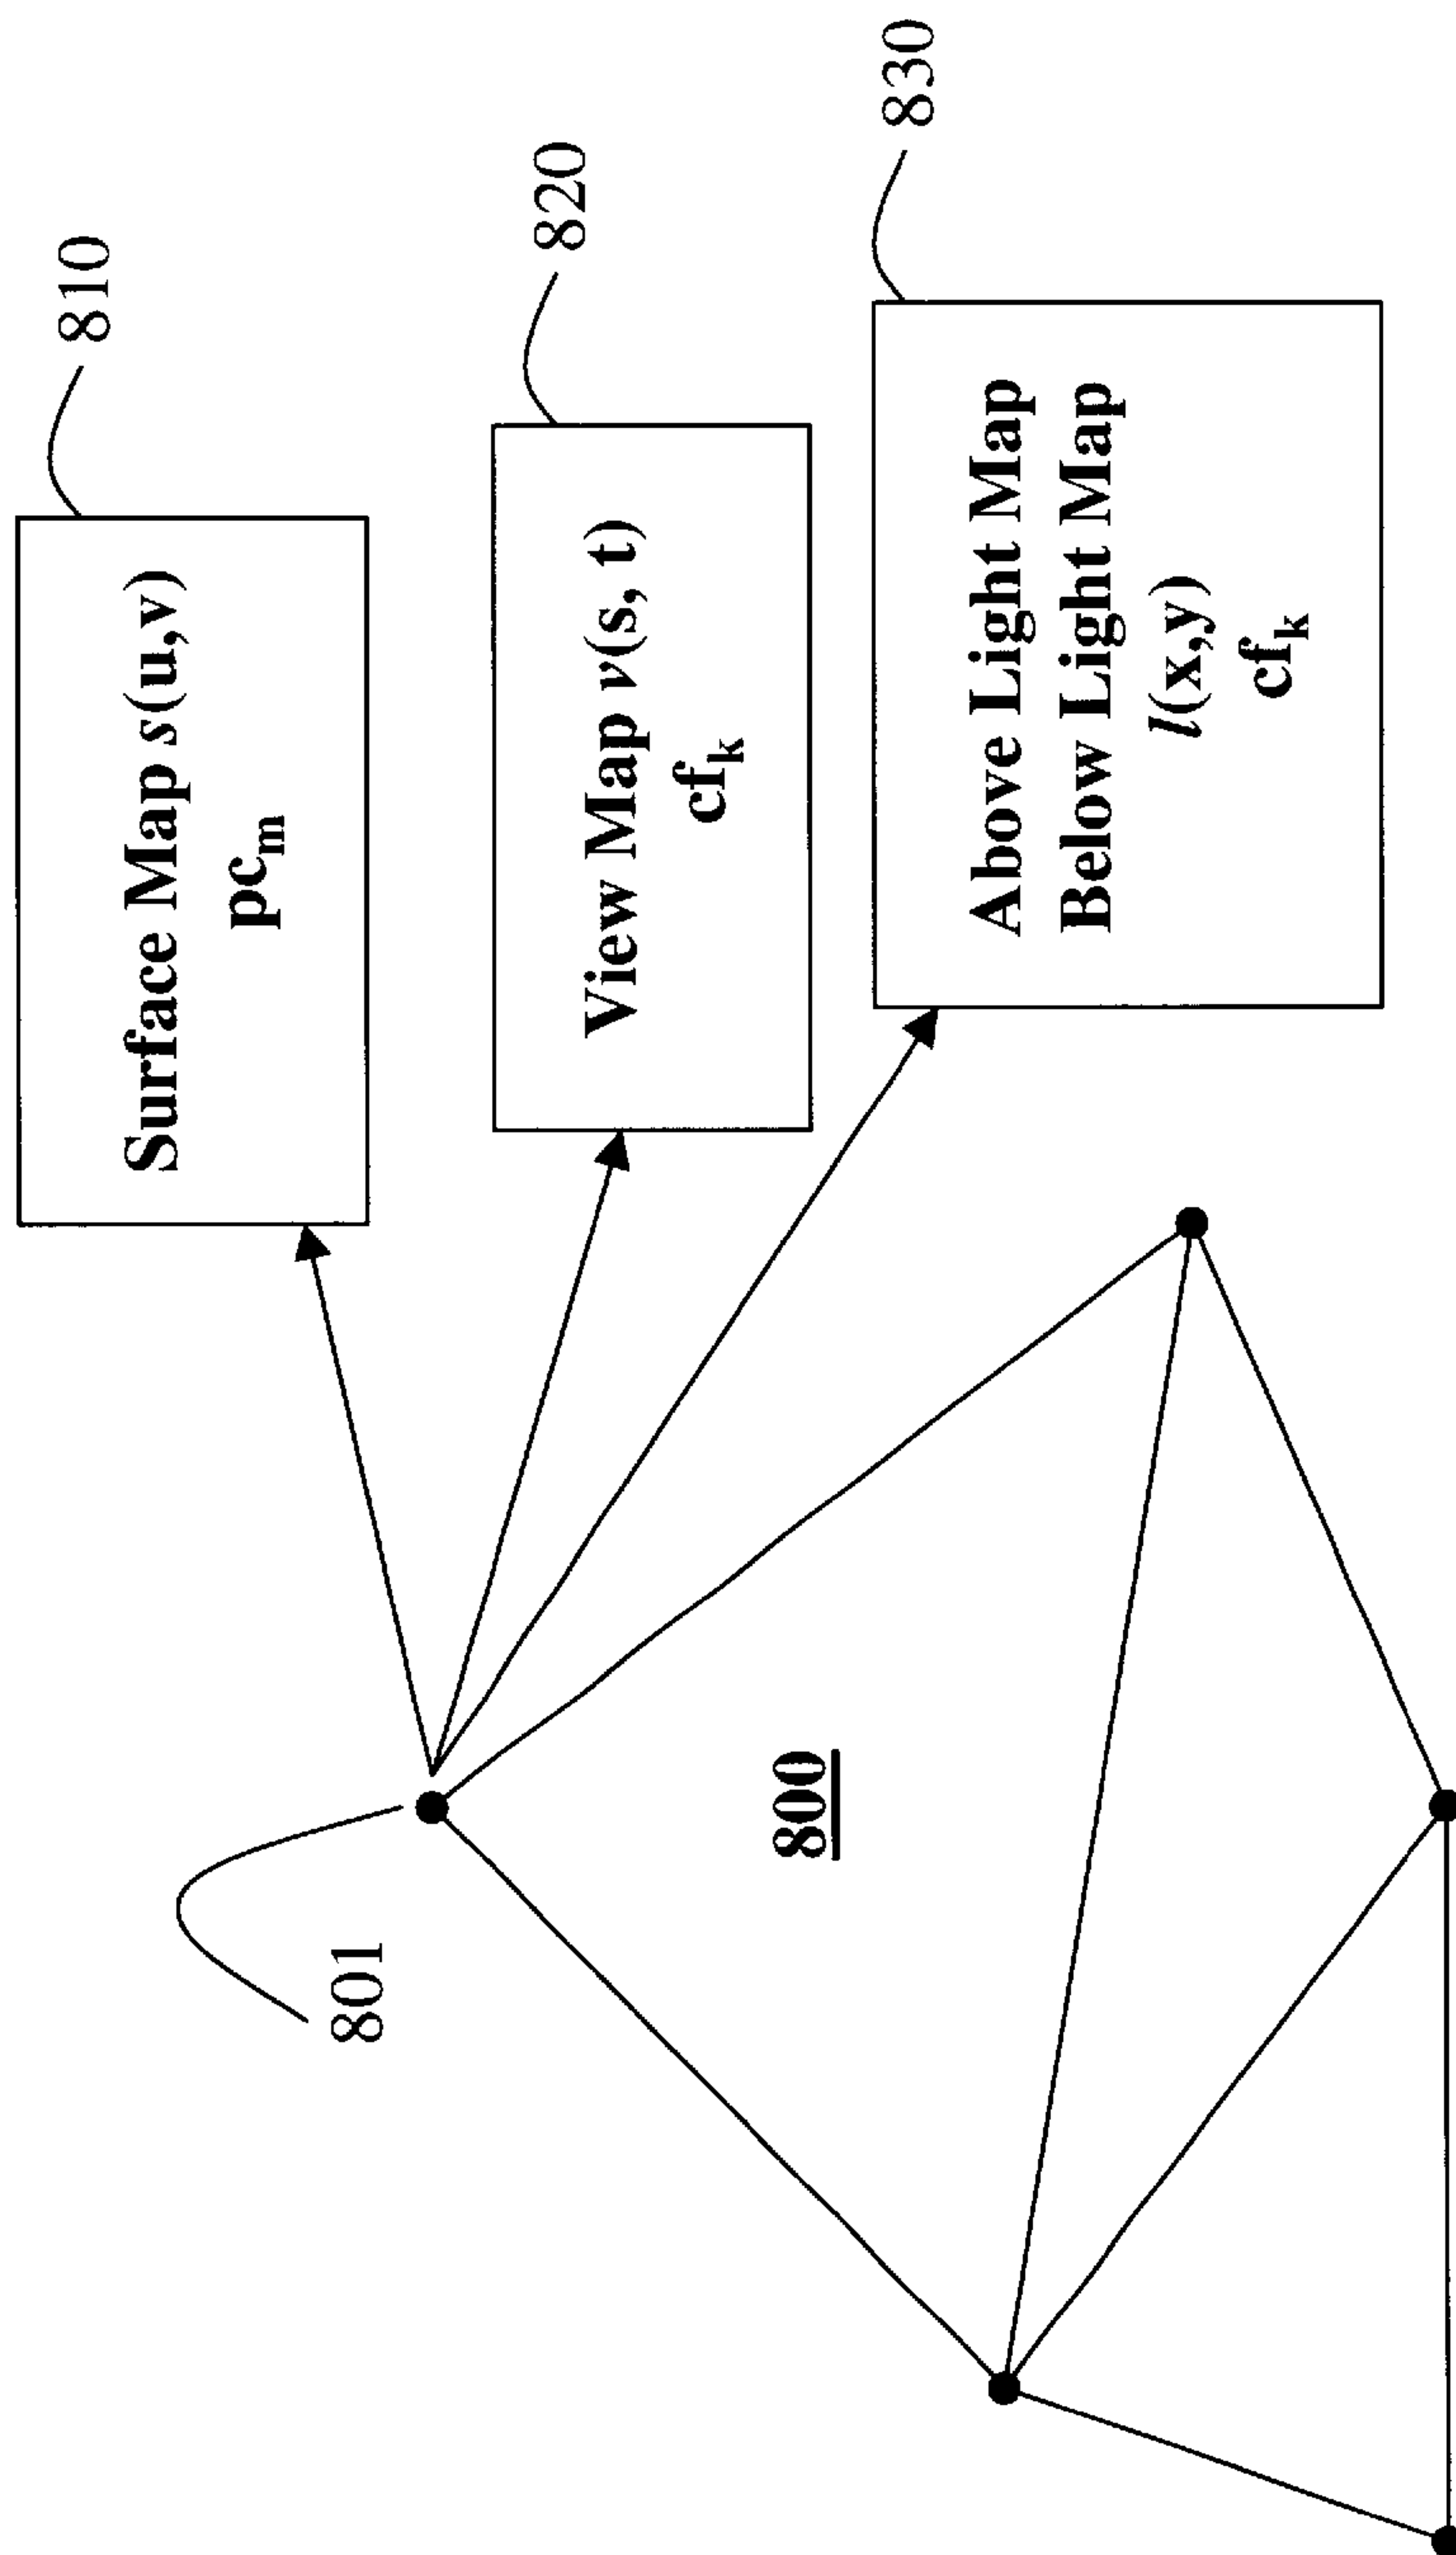 810
Surface Map s(u,v)
pc_m
820
View Map v(s, t)
cf_k
830
Above Light Map
Below Light Map
l(x,y)
cf_k
801
800